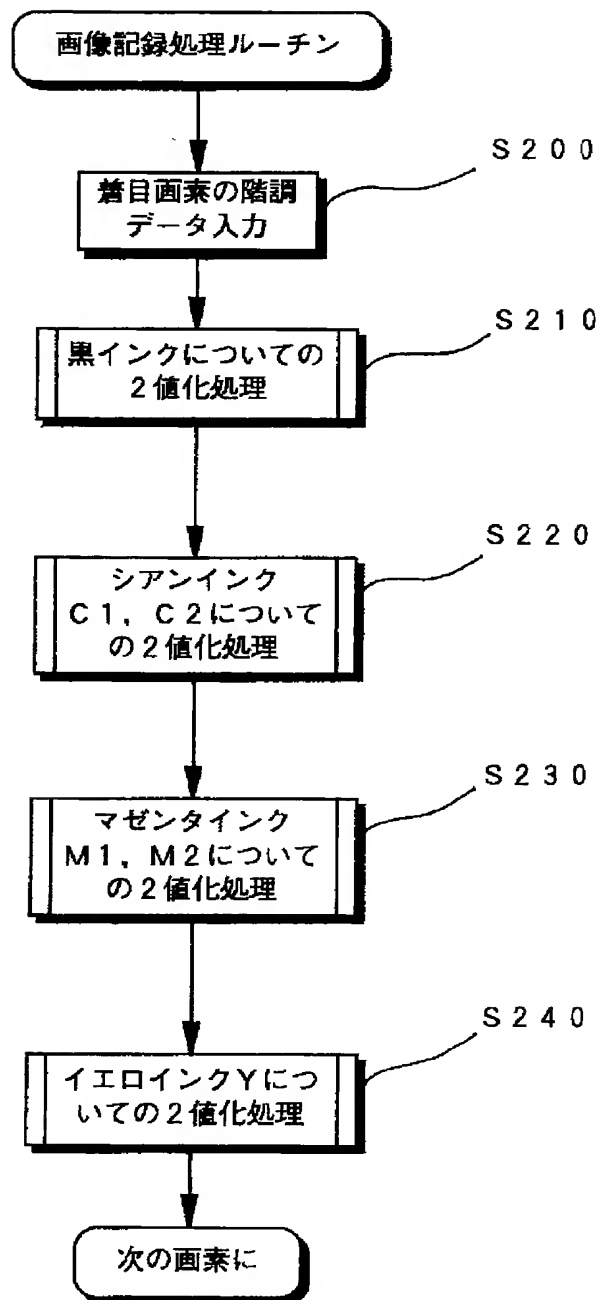 画像記録処理ルーチン
S200
着目画素の階調
データ入力
S210
黒インクについての
2値化処理
S220
シアンインク
C1，C2について
の2値化処理
S230
マゼンタインク
M1，M2について
の2値化処理
S240
イエロインクYにつ
いての2値化処理
次の画素に